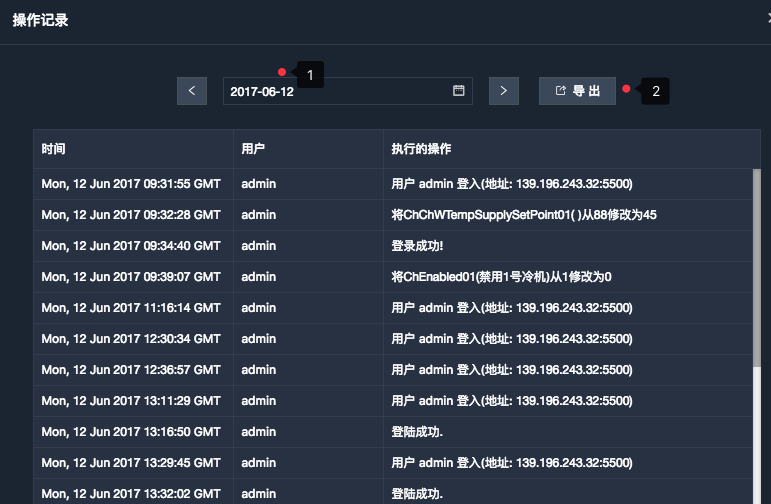 操作记录
1
2017-06-12
导 出
2
时间 用户 执行的操作
Mon, 12 Jun 2017 09:31:55 GMT admin 用户 admin 登入(地址: 139.196.243.32:5500)
Mon, 12 Jun 2017 09:32:28 GMT admin 将ChChWTempSupplySetPoint01( )从88修改为45
Mon, 12 Jun 2017 09:34:40 GMT admin 登录成功!
Mon, 12 Jun 2017 09:39:07 GMT admin 将ChEnabled01(禁用1号冷机)从1修改为0
Mon, 12 Jun 2017 11:16:14 GMT admin 用户 admin 登入(地址: 139.196.243.32:5500)
Mon, 12 Jun 2017 12:30:34 GMT admin 用户 admin 登入(地址: 139.196.243.32:5500)
Mon, 12 Jun 2017 12:36:57 GMT admin 用户 admin 登入(地址: 139.196.243.32:5500)
Mon, 12 Jun 2017 13:11:29 GMT admin 用户 admin 登入(地址: 139.196.243.32:5500)
Mon, 12 Jun 2017 13:16:50 GMT admin 登陆成功.
Mon, 12 Jun 2017 13:29:45 GMT admin 用户 admin 登入(地址: 139.196.243.32:5500)
Mon, 12 Jun 2017 13:32:02 GMT admin 登陆成功.